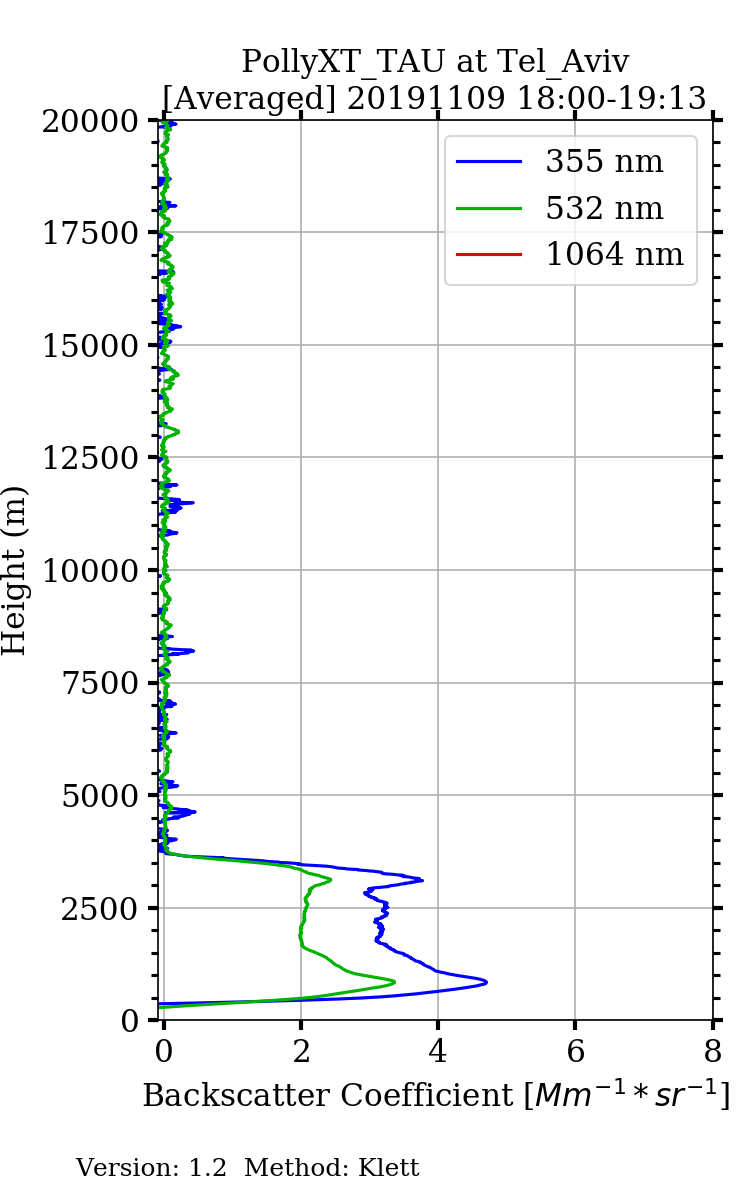 PollyXT_TAU at Tel_Aviv
[Averaged] 20191109 18:00-19:13
355 nm
532 nm
1064 nm
20000
17500
15000
12500
10000
7500
5000
2500
0
Height (m)
0 2 4 6 8
Backscatter Coefficient [Mm⁻¹ * sr⁻¹]
Version: 1.2  Method: Klett